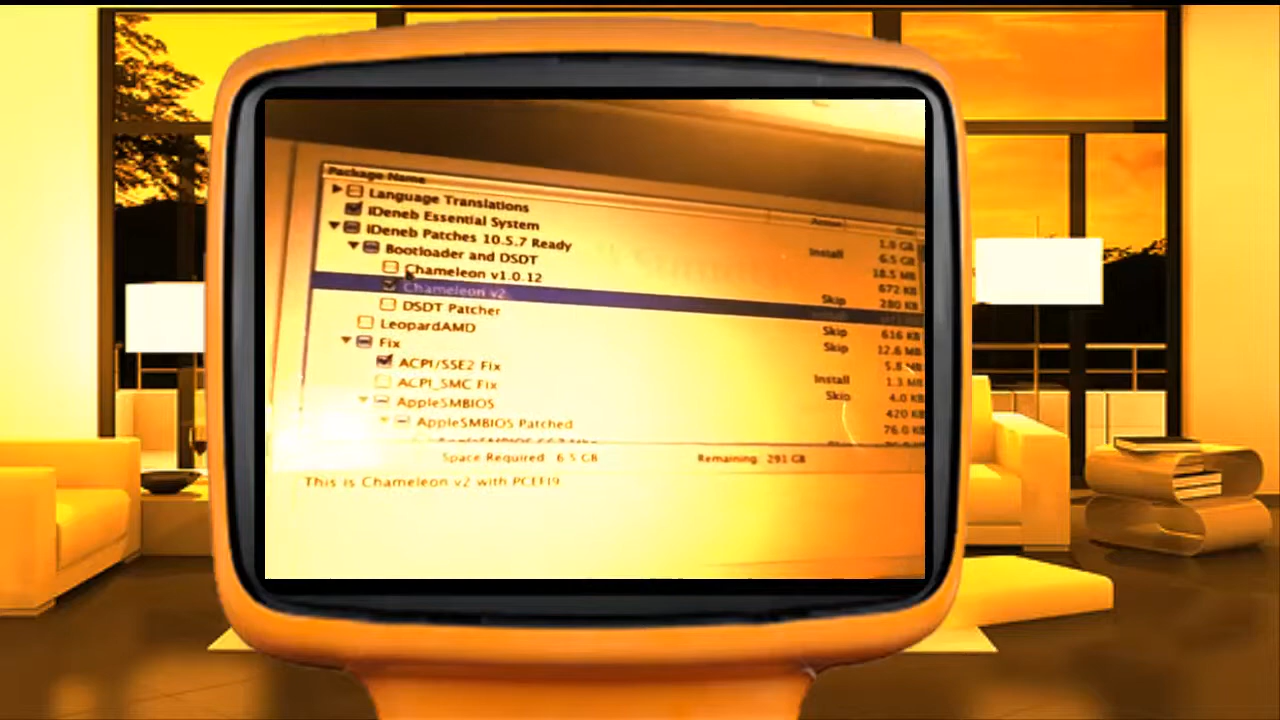 Package Name Action Size
Language Translations 1.9 GB
iDeneb Essential System Install 6.5 GB
iDeneb Patches 10.5.7 Ready 18.5 MB
Bootloader and DSDT 672 KB
Chameleon v1.0.12 Skip 280 KB
Chameleon v2
DSDT Patcher Skip 616 KB
LeopardAMD Skip 12.6 MB
Fix 5.8 MB
ACPI/SSE2 Fix Install 1.3 MB
ACPI_SMC Fix Skip 4.0 KB
AppleSMBIOS 420 KB
AppleSMBIOS Patched 76.0 KB
Space Required: 6.5 GB Remaining: 291 GB
This is Chameleon v2 with PCEFI9